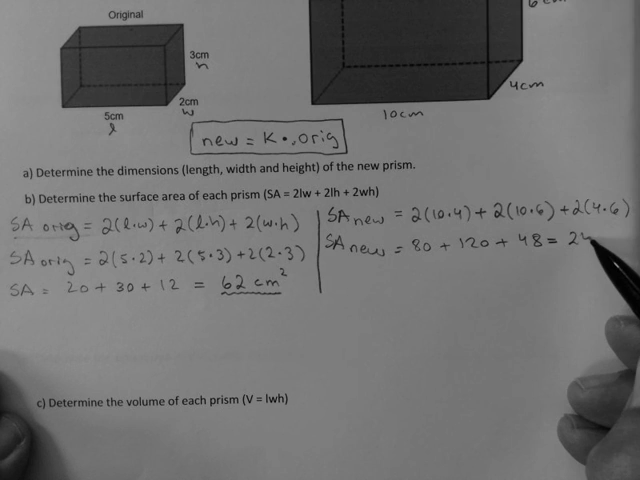 Original
6 cm
3cm
h
2cm
w
4cm
5cm
l
10cm
new = K • orig
a) Determine the dimensions (length, width and height) of the new prism.
b) Determine the surface area of each prism (SA = 2lw + 2lh + 2wh)
SA orig = 2(l·w) + 2(l·h) + 2(w·h)
SA orig = 2(5·2) + 2(5·3) + 2(2·3)
SA = 20 + 30 + 12 = 62 cm²
SA new = 2(10·4) + 2(10·6) + 2(4·6)
SA new = 80 + 120 + 48 = 24
c) Determine the volume of each prism (V = lwh)